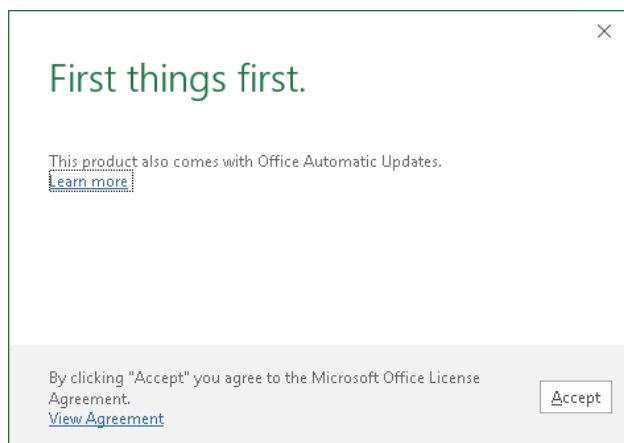 First things first.
This product also comes with Office Automatic Updates.
Learn more
By clicking "Accept" you agree to the Microsoft Office License
Agreement.
View Agreement
Accept